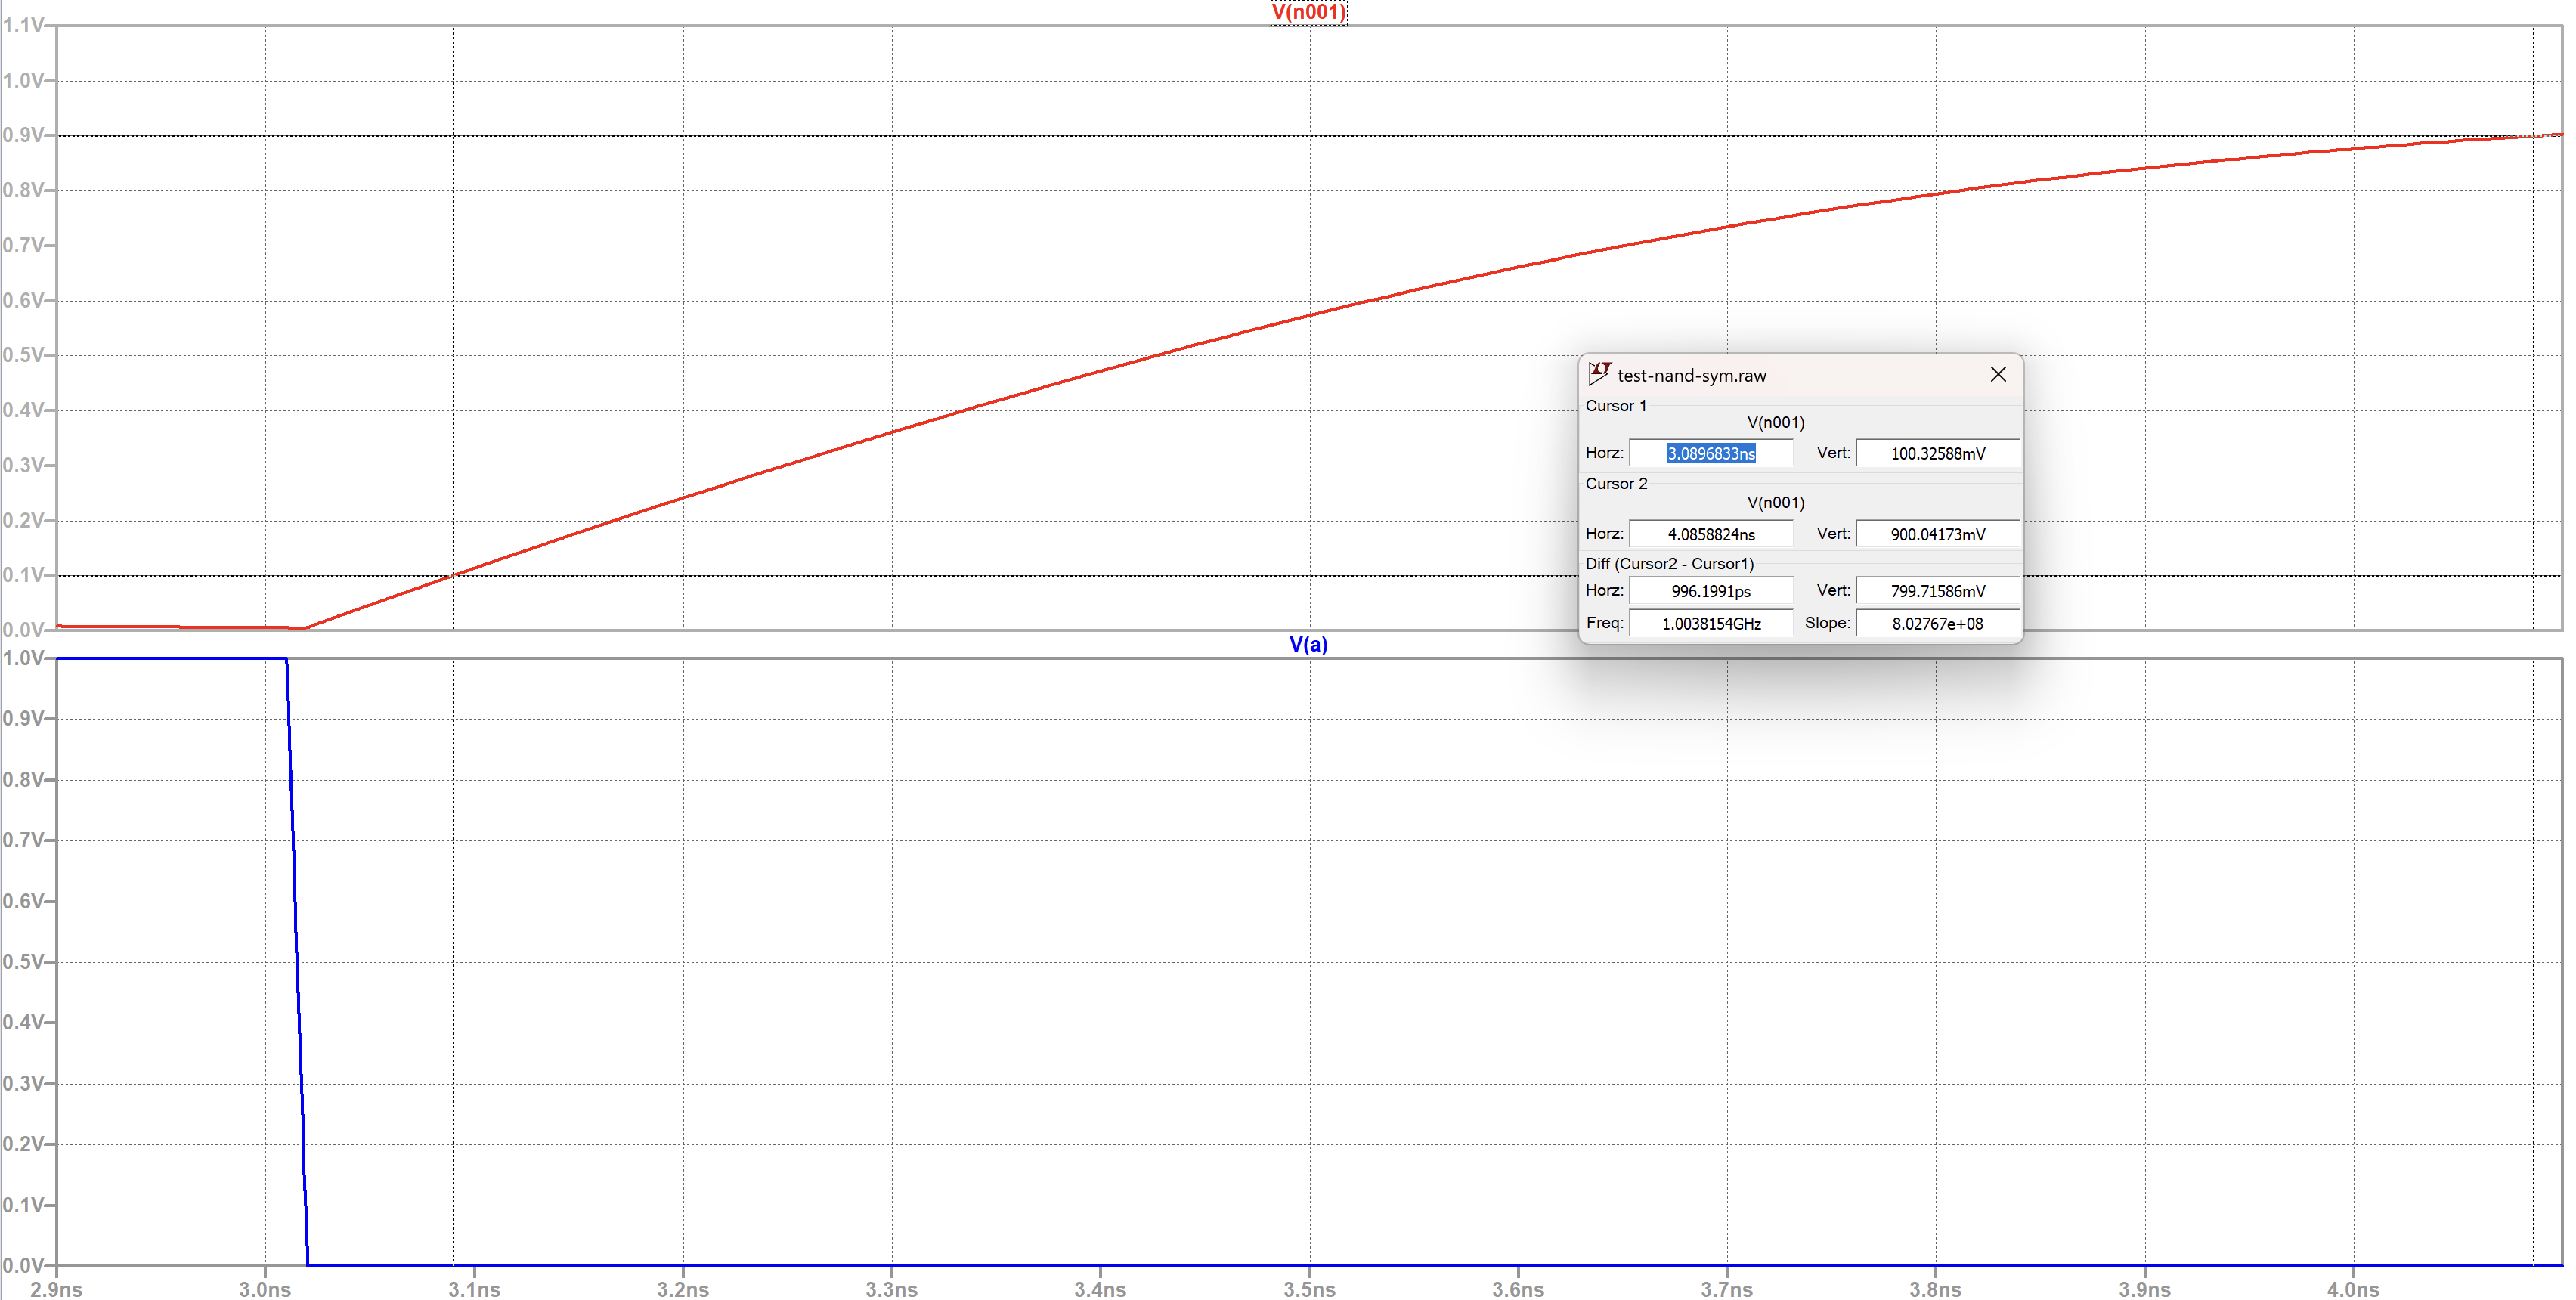 V(n001)
1.1V
1.0V
0.9V
0.8V
0.7V
0.6V
0.5V
0.4V
0.3V
0.2V
0.1V
0.0V
test-nand-sym.raw
Cursor 1
V(n001)
Horz: 3.0896833ns Vert: 100.32588mV
Cursor 2
V(n001)
Horz: 4.0858824ns Vert: 900.04173mV
Diff (Cursor2 - Cursor1)
Horz: 996.1991ps Vert: 799.71586mV
Freq: 1.0038154GHz Slope: 8.02767e+08
V(a)
1.0V
0.9V
0.8V
0.7V
0.6V
0.5V
0.4V
0.3V
0.2V
0.1V
0.0V
2.9ns 3.0ns 3.1ns 3.2ns 3.3ns 3.4ns 3.5ns 3.6ns 3.7ns 3.8ns 3.9ns 4.0ns